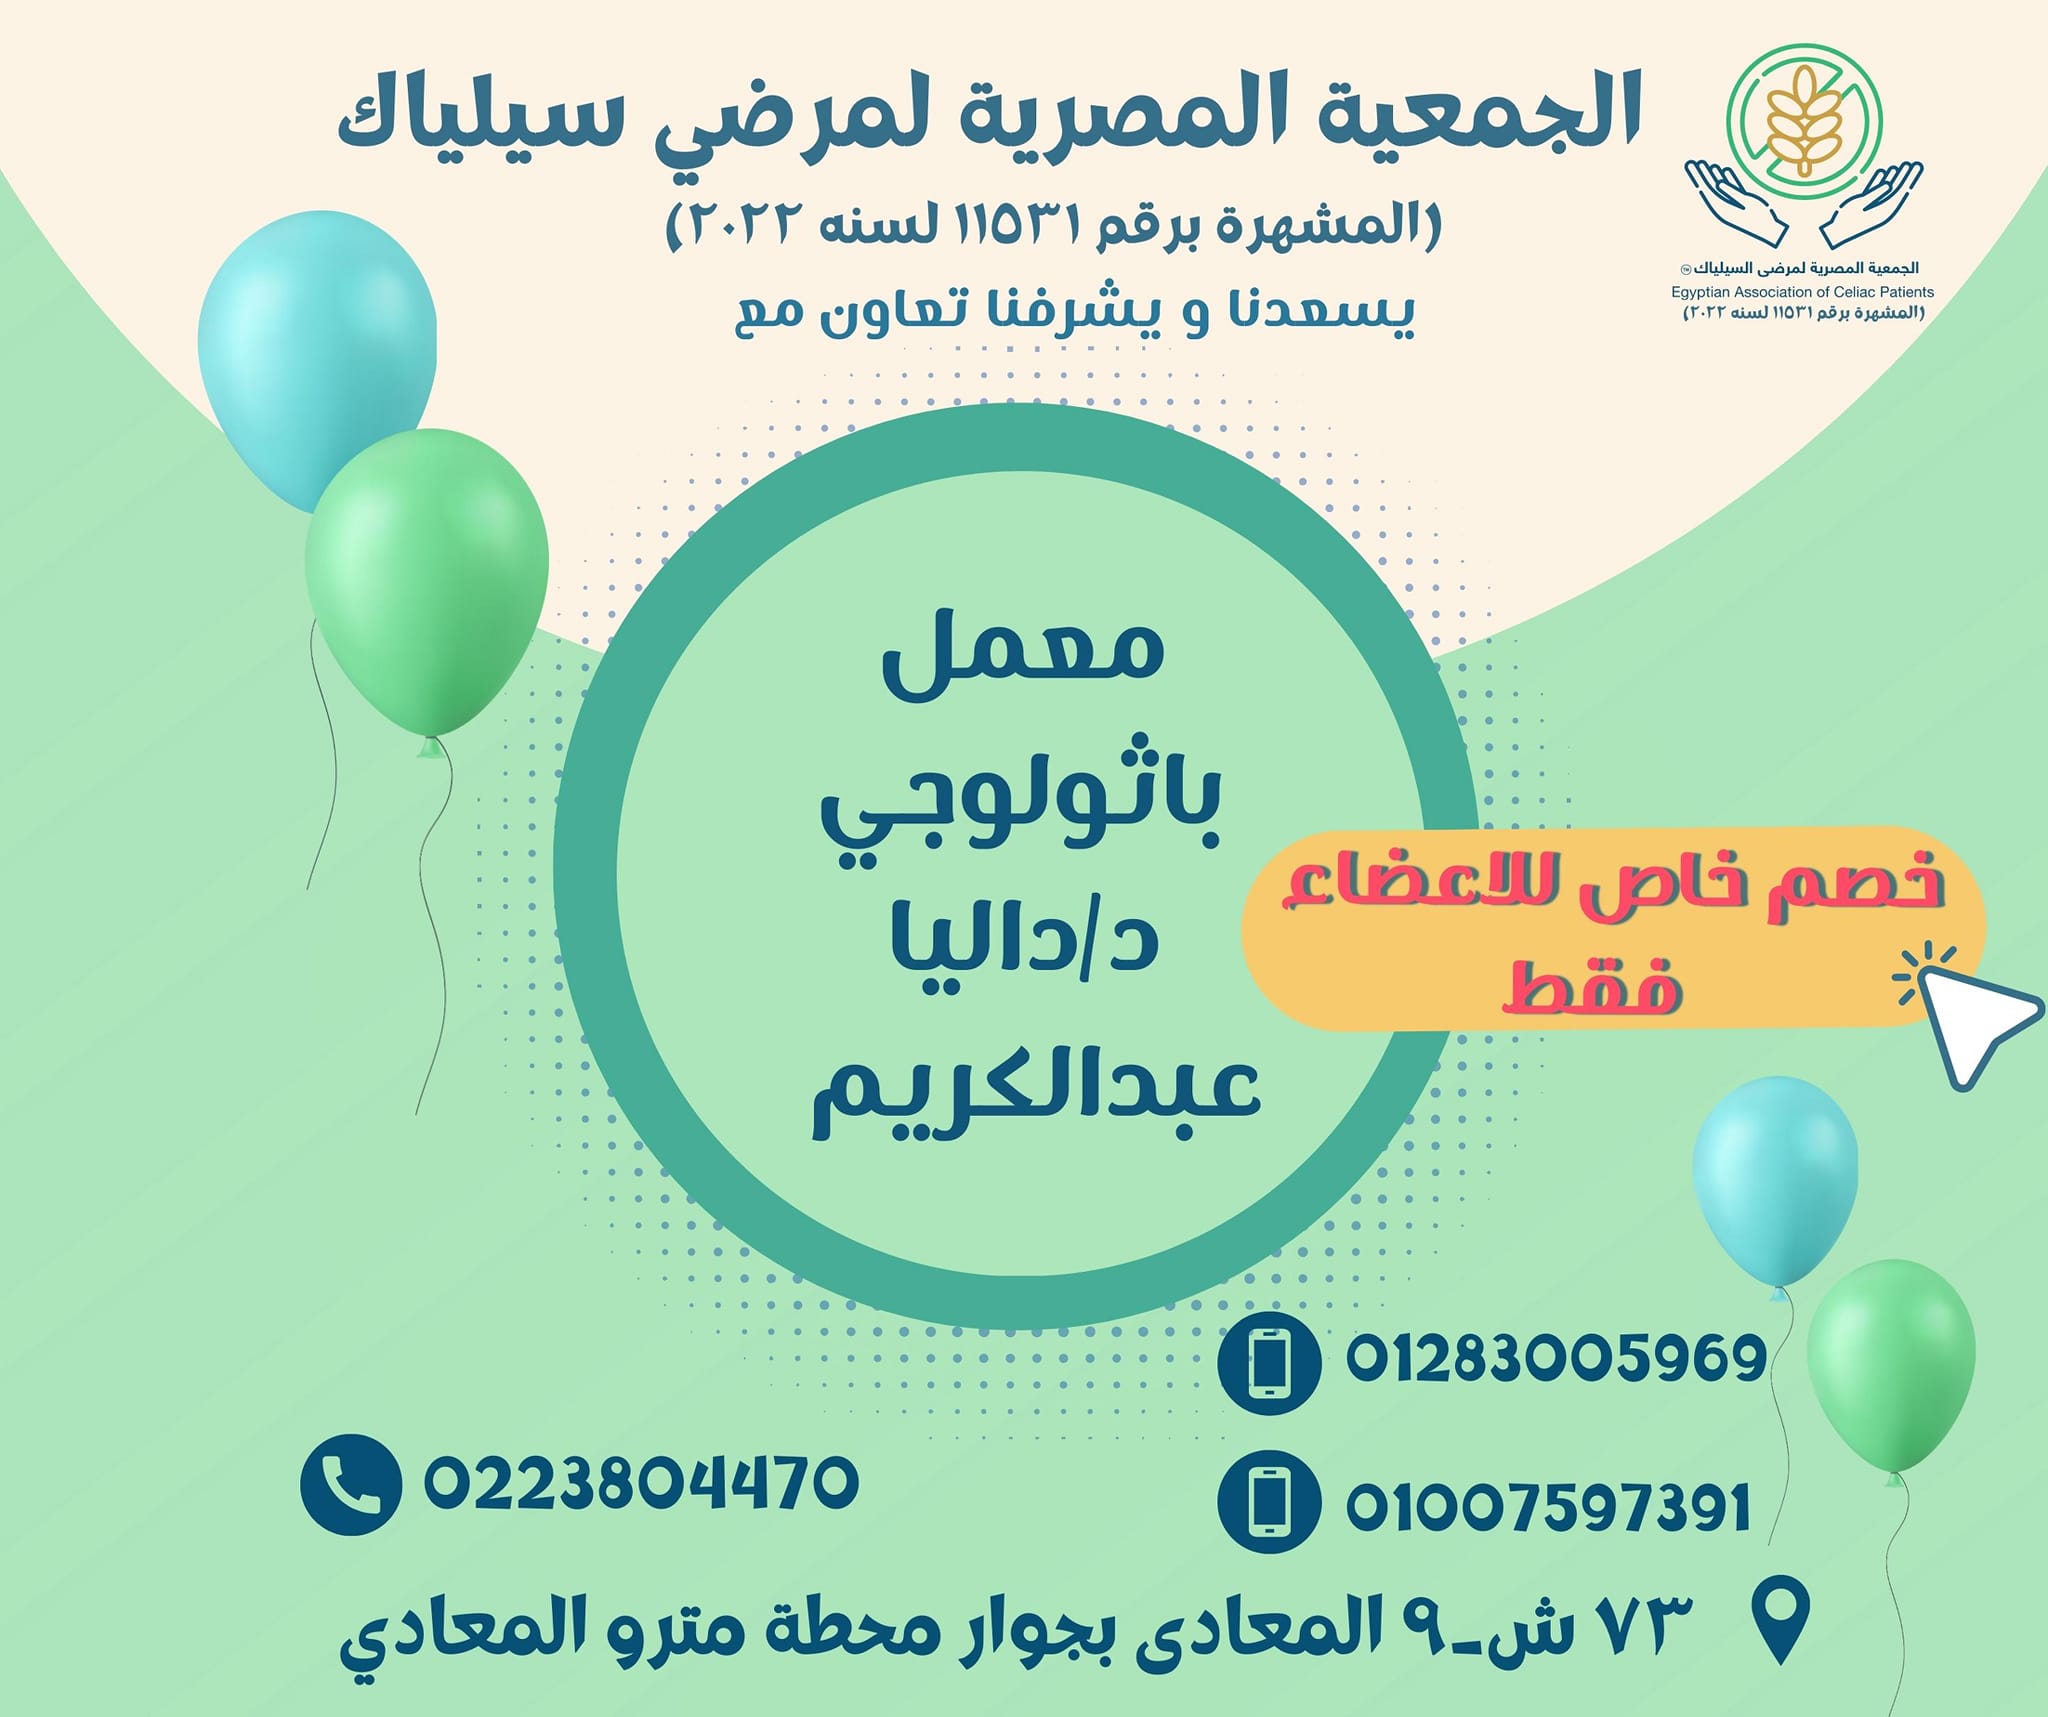 الجمعية المصرية لمرضي سيلياك
(المشهرة برقم ١١٥٣١ لسنه ٢٠٢٢)
يسعدنا و يشرفنا تعاون مع
الجمعية المصرية لمرضى السيلياك ™
Egyptian Association of Celiac Patients
(المشهرة برقم ١١٥٣١ لسنه ٢٠٢٢)
معمل
باثولوجي
د/داليا
عبدالكريم
خصم خاص للاعضاء
فقط
01283005969
0223804470
01007597391
٧٣ ش_٩ المعادى بجوار محطة مترو المعادي